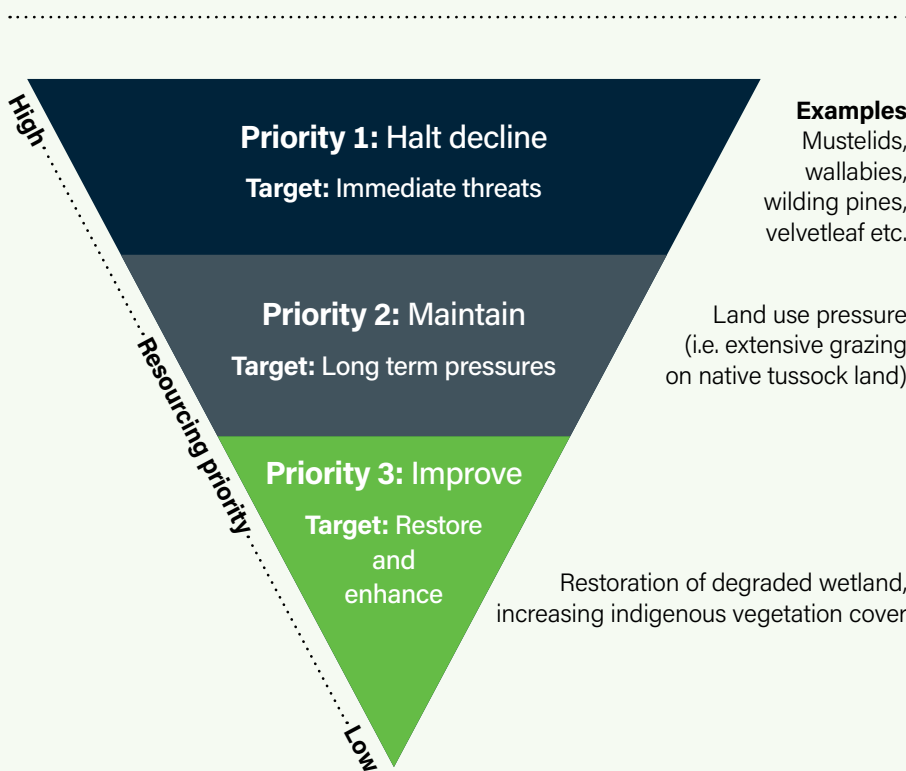 High
Resourcing priority
Low
Priority 1: Halt decline
Target: Immediate threats
Examples
Mustelids,
wallabies,
wilding pines,
velvetleaf etc.
Priority 2: Maintain
Target: Long term pressures
Land use pressure
(i.e. extensive grazing
on native tussock land)
Priority 3: Improve
Target: Restore
and
enhance
Restoration of degraded wetland,
increasing indigenous vegetation cover